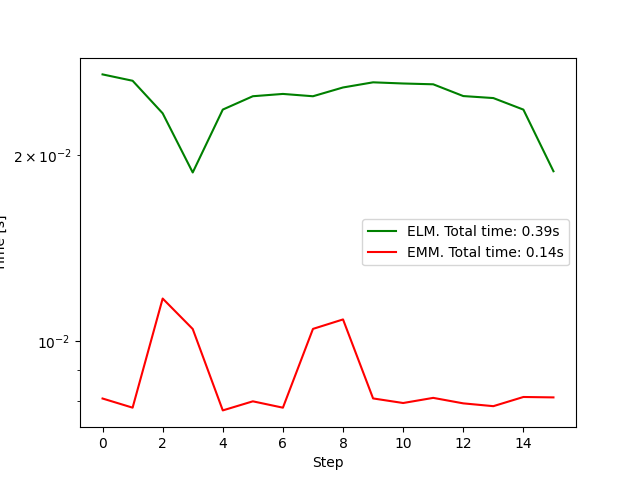 2 × 10⁻²
10⁻²
Time [s]
ELM. Total time: 0.39s
EMM. Total time: 0.14s
0 2 4 6 8 10 12 14
Step